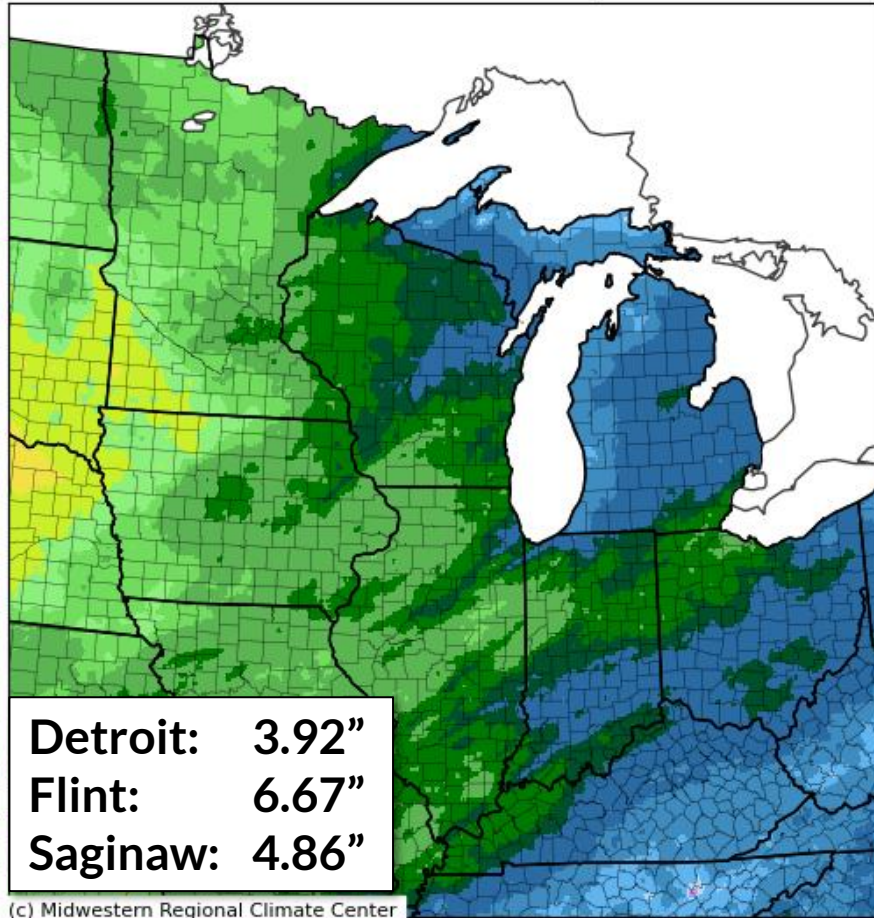 Detroit: 3.92”
Flint: 6.67”
Saginaw: 4.86”
(c) Midwestern Regional Climate Center